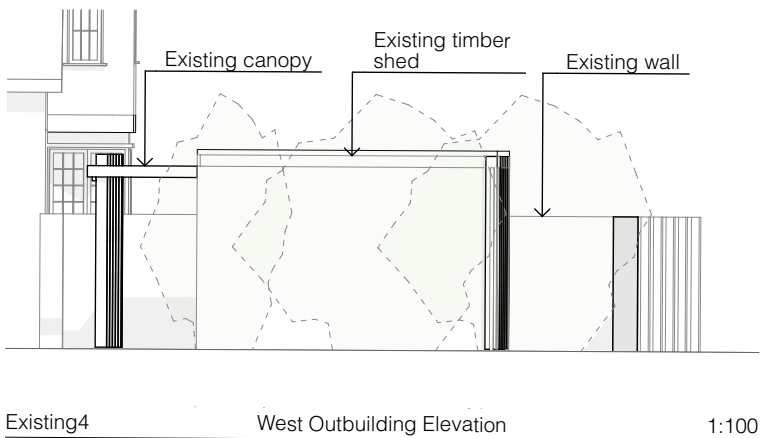 Existing canopy
Existing timber
shed
Existing wall
Existing4
West Outbuilding Elevation
1:100